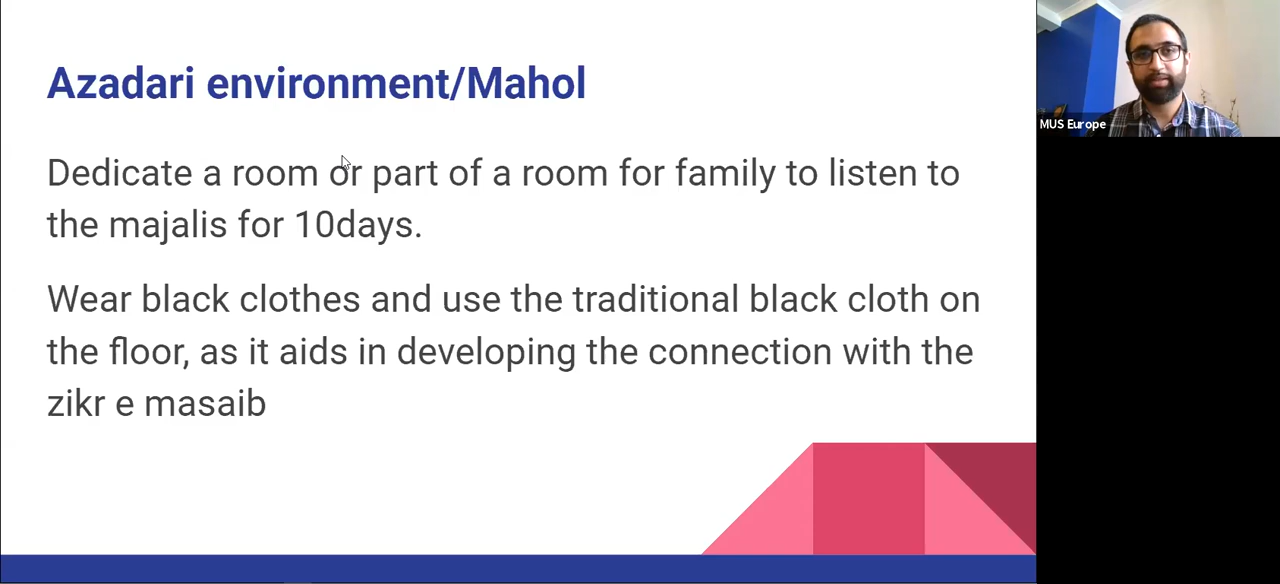 Azadari environment/Mahol
Dedicate a room or part of a room for family to listen to
the majalis for 10days.
Wear black clothes and use the traditional black cloth on
the floor, as it aids in developing the connection with the
zikr e masaib
MUS Europe